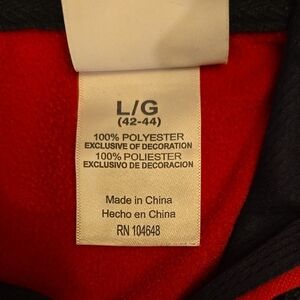 L/G
(42-44)
100% POLYESTER
EXCLUSIVE OF DECORATION
100% POLIESTER
EXCLUSIVO DE DECORACION
Made in China
Hecho en China
RN 104648